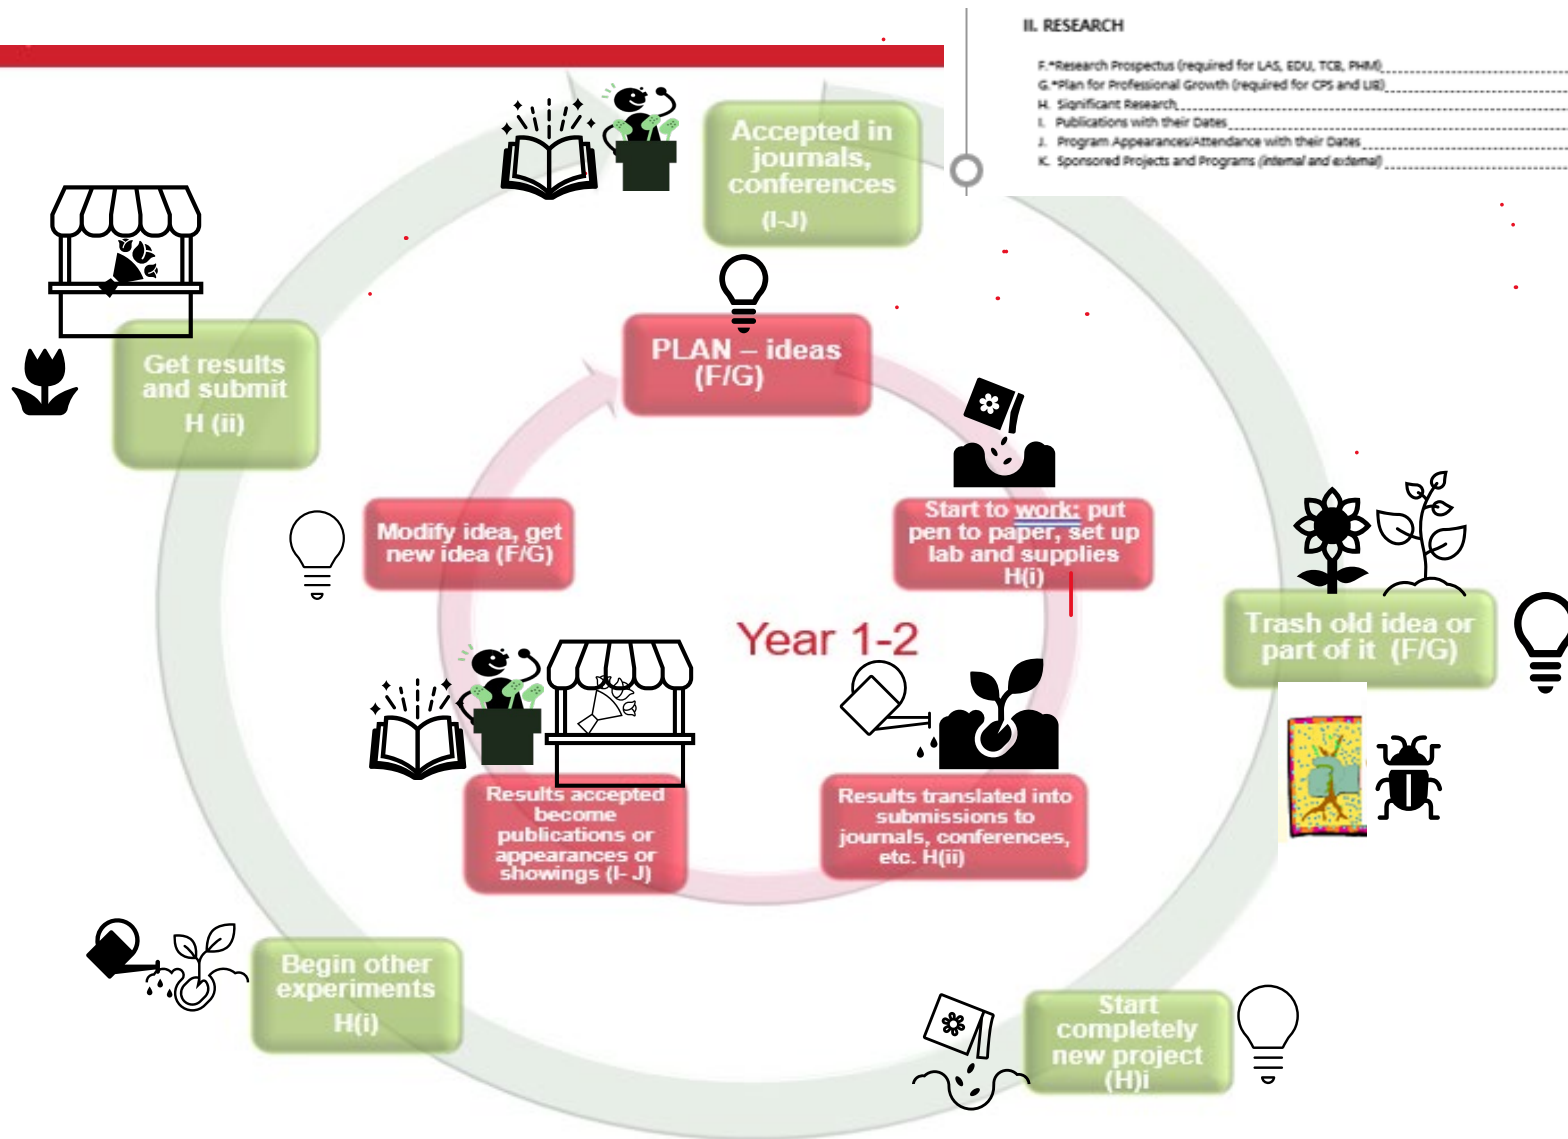 II. RESEARCH
F.*Research Prospectus (required for LAS, EDU, TCB, PHM)
G.*Plan for Professional Growth (required for CPS and LIB)
H. Significant Research
I. Publications with their Dates
J. Program Appearances/Attendance with their Dates
K. Sponsored Projects and Programs (internal and external)
Accepted in
journals,
conferences
(I-J)
PLAN – ideas
(F/G)
Get results
and submit
H (ii)
Modify idea, get
new idea (F/G)
Start to work: put
pen to paper, set up
lab and supplies
H(i)
Year 1-2
Trash old idea or
part of it (F/G)
Results accepted
become
publications or
appearances or
showings (I- J)
Results translated into
submissions to
journals, conferences,
etc. H(ii)
Begin other
experiments
H(i)
Start
completely
new project
(H)i